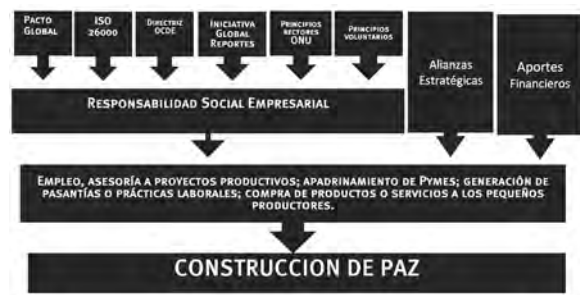 PACTO
GLOBAL
ISO
26000
DIRECTRIZ
OCDE
INICIATIVA
GLOBAL
REPORTES
PRINCIPIOS
RECTORES
ONU
PRINCIPIOS
VOLUNTARIOS
Alianzas
Estratégicas
Aportes
Financieros
RESPONSABILIDAD SOCIAL EMPRESARIAL
EMPLEO, ASESORÍA A PROYECTOS PRODUCTIVOS; APADRINAMIENTO DE PYMES; GENERACIÓN DE
PASANTÍAS O PRÁCTICAS LABORALES; COMPRA DE PRODUCTOS O SERVICIOS A LOS PEQUEÑOS
PRODUCTORES.
CONSTRUCCION DE PAZ